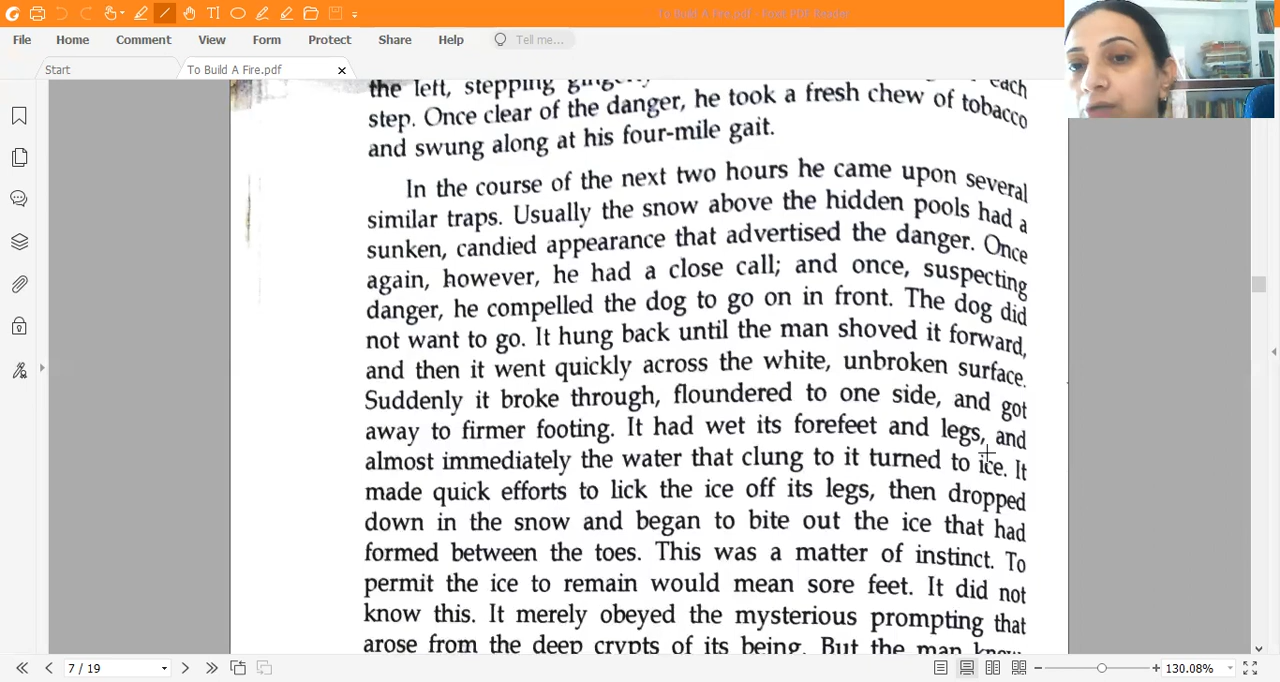 To Build A Fire.pdf - Foxit PDF Reader
File Home Comment View Form Protect Share Help Tell me...
Start To Build A Fire.pdf
the left, stepping each
step. Once clear of the danger, he took a fresh chew of tobacco
and swung along at his four-mile gait.
In the course of the next two hours he came upon several
similar traps. Usually the snow above the hidden pools had a
sunken, candied appearance that advertised the danger. Once
again, however, he had a close call; and once, suspecting
danger, he compelled the dog to go on in front. The dog did
not want to go. It hung back until the man shoved it forward,
and then it went quickly across the white, unbroken surface.
Suddenly it broke through, floundered to one side, and got
away to firmer footing. It had wet its forefeet and legs, and
almost immediately the water that clung to it turned to ice. It
made quick efforts to lick the ice off its legs, then dropped
down in the snow and began to bite out the ice that had
formed between the toes. This was a matter of instinct. To
permit the ice to remain would mean sore feet. It did not
know this. It merely obeyed the mysterious prompting that
arose from the deep crypts of its being. But the man knew
7 / 19 130.08%